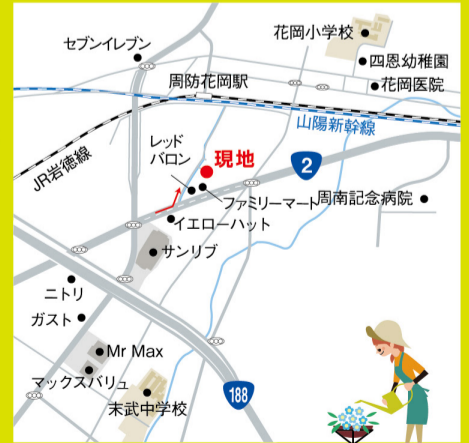 花岡小学校
セブンイレブン
四恩幼稚園
周防花岡駅
花岡医院
山陽新幹線
JR岩徳線
レッド
バロン
現地
2
ファミリーマート
周南記念病院
イエローハット
サンリブ
ニトリ
ガスト
Mr Max
マックスバリュ
188
末武中学校